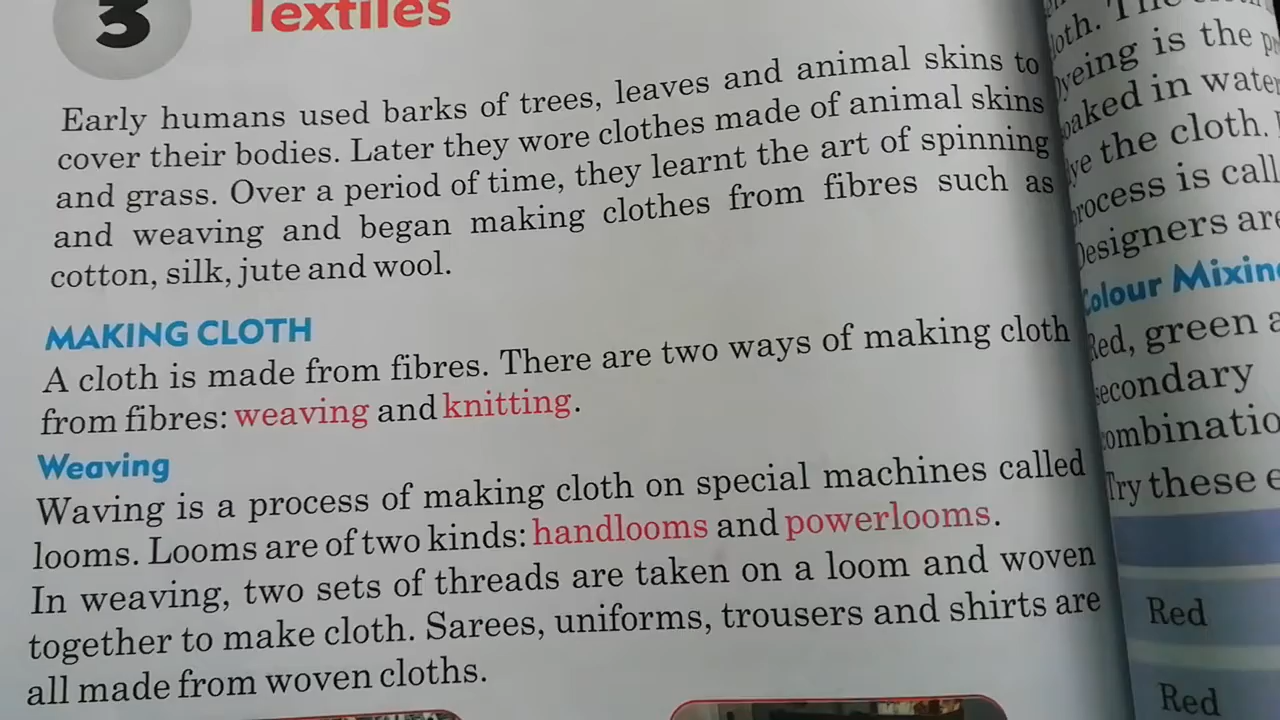 3 Textiles
Early humans used barks of trees, leaves and animal skins to
cover their bodies. Later they wore clothes made of animal skins
and grass. Over a period of time, they learnt the art of spinning
and weaving and began making clothes from fibres such as
cotton, silk, jute and wool.
MAKING CLOTH
A cloth is made from fibres. There are two ways of making cloth
from fibres: weaving and knitting.
Weaving
Waving is a process of making cloth on special machines called
looms. Looms are of two kinds: handlooms and powerlooms.
In weaving, two sets of threads are taken on a loom and woven
together to make cloth. Sarees, uniforms, trousers and shirts are
all made from woven cloths.
is the
in water
the cloth.
is
Designers
Colour
Red, green
Try these
Red
Red